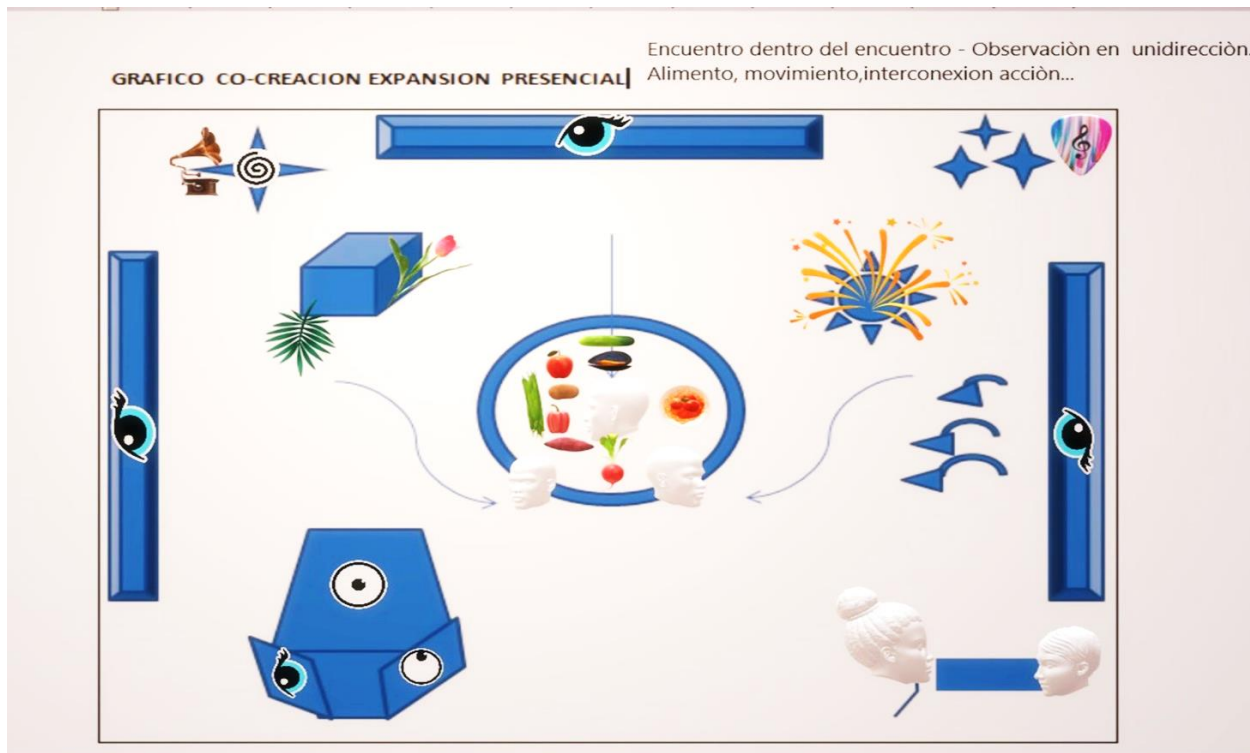 Encuentro dentro del encuentro - Observaciòn en unidirecciòn.
GRAFICO CO-CREACION EXPANSION PRESENCIAL
Alimento, movimiento,interconexion acciòn...